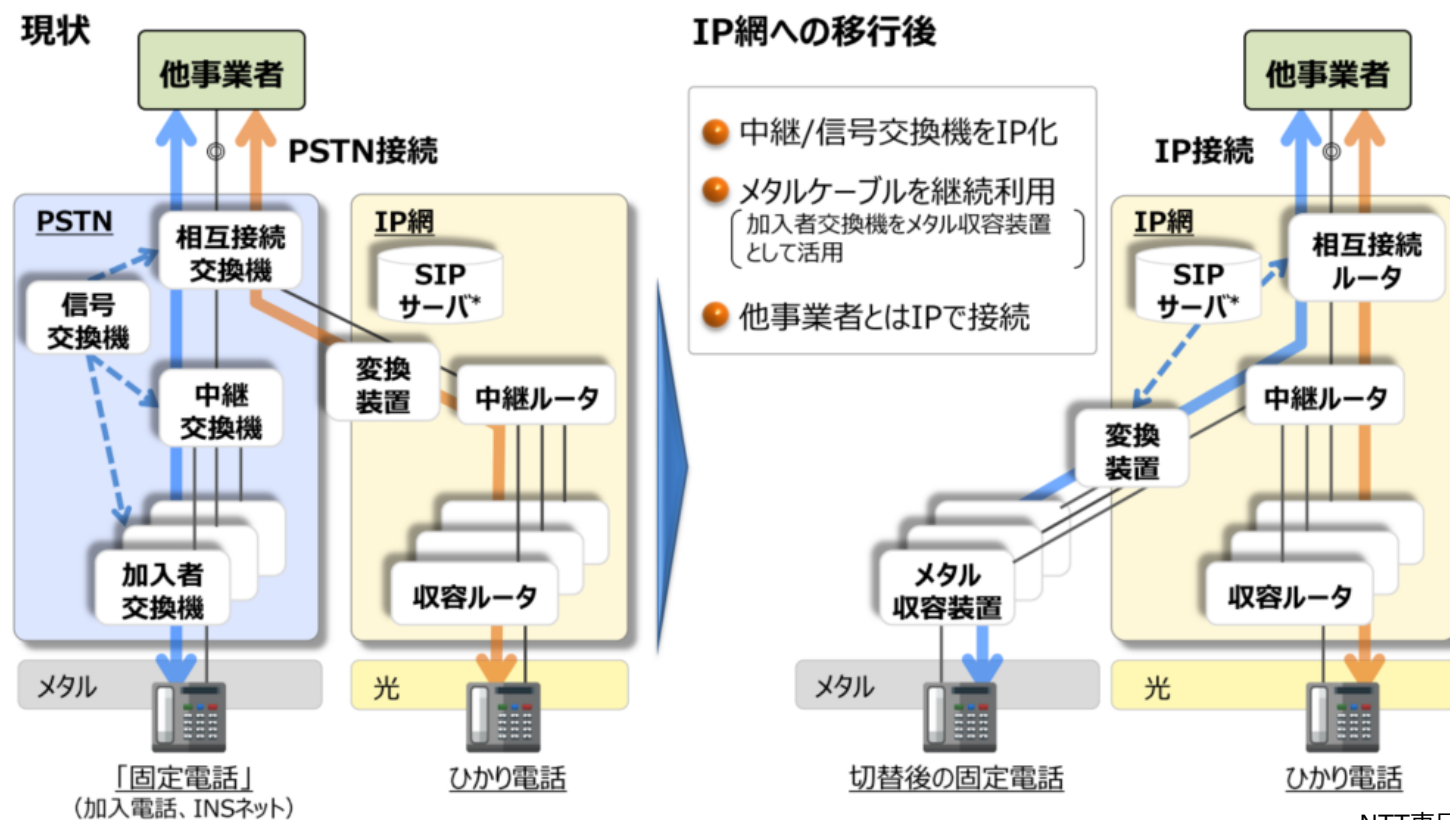 現状
他事業者
PSTN接続
PSTN
相互接続
交換機
信号
交換機
中継
交換機
加入者
交換機
IP網
SIP
サーバ*
変換
装置
中継ルータ
収容ルータ
メタル
光
「固定電話」
（加入電話、INSネット）
ひかり電話
IP網への移行後
中継/信号交換機をIP化
メタルケーブルを継続利用
加入者交換機をメタル収容装置
として活用
他事業者とはIPで接続
他事業者
IP接続
IP網
相互接続
ルータ
SIP
サーバ*
中継ルータ
変換
装置
メタル
収容装置
収容ルータ
メタル
光
切替後の固定電話
ひかり電話